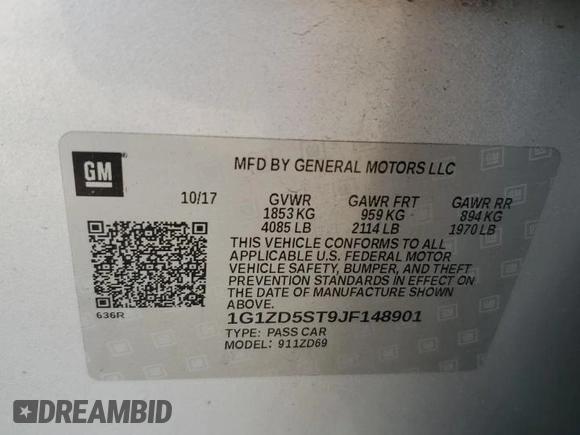 GM
MFD BY GENERAL MOTORS LLC
10/17 GVWR GAWR FRT GAWR RR
1853 KG 959 KG 894 KG
4085 LB 2114 LB 1970 LB
THIS VEHICLE CONFORMS TO ALL
APPLICABLE U.S. FEDERAL MOTOR
VEHICLE SAFETY, BUMPER, AND THEFT
PREVENTION STANDARDS IN EFFECT ON
THE DATE OF MANUFACTURE SHOWN
ABOVE.
636R
1G1ZD5ST9JF148901
TYPE: PASS CAR
MODEL: 911ZD69
DREAMBID